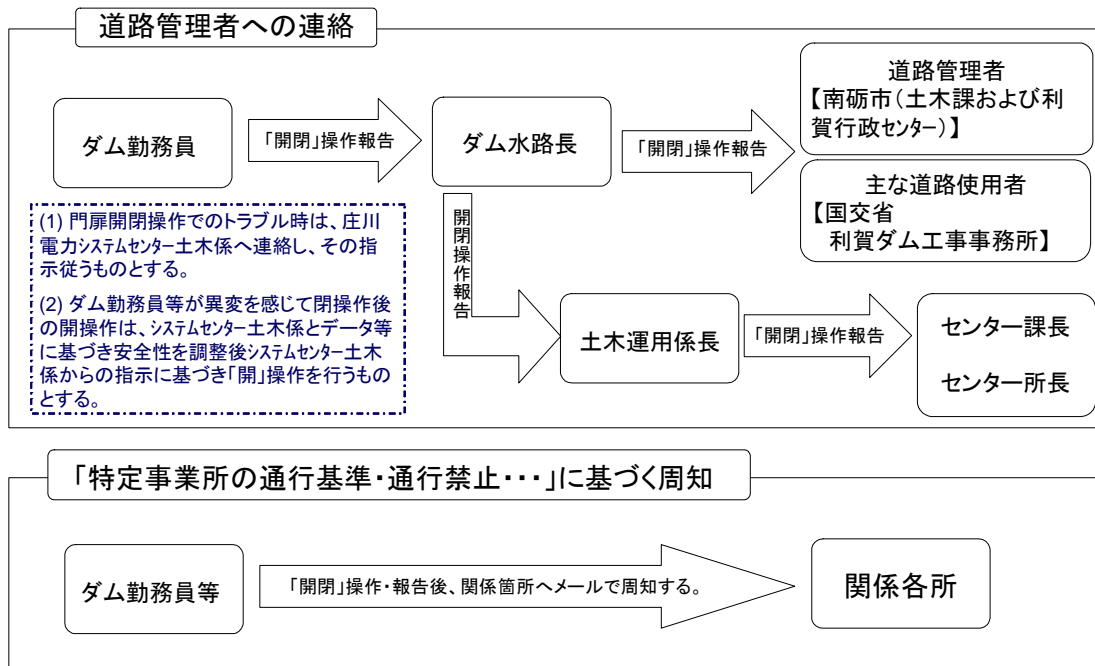 道路管理者への連絡
ダム勤務員
「開閉」操作報告
ダム水路長
「開閉」操作報告
道路管理者
【南砺市（土木課および利
賀行政センター）】
主な道路使用者
【国交省
利賀ダム工事事務所】
(1) 門扉開閉操作でのトラブル時は、庄川
電力システムセンター土木係へ連絡し、その指
示従うものとする。
(2) ダム勤務員等が異変を感じて閉操作後
の開操作は、システムセンター土木係とデータ等
に基づき安全性を調整後システムセンター土木
係からの指示に基づき「開」操作を行うもの
とする。
開閉操作報告
土木運用係長
「開閉」操作報告
センター課長
センター所長
「特定事業所の通行基準・通行禁止・・・」に基づく周知
ダム勤務員等
「開閉」操作・報告後、関係箇所へメールで周知する。
関係各所